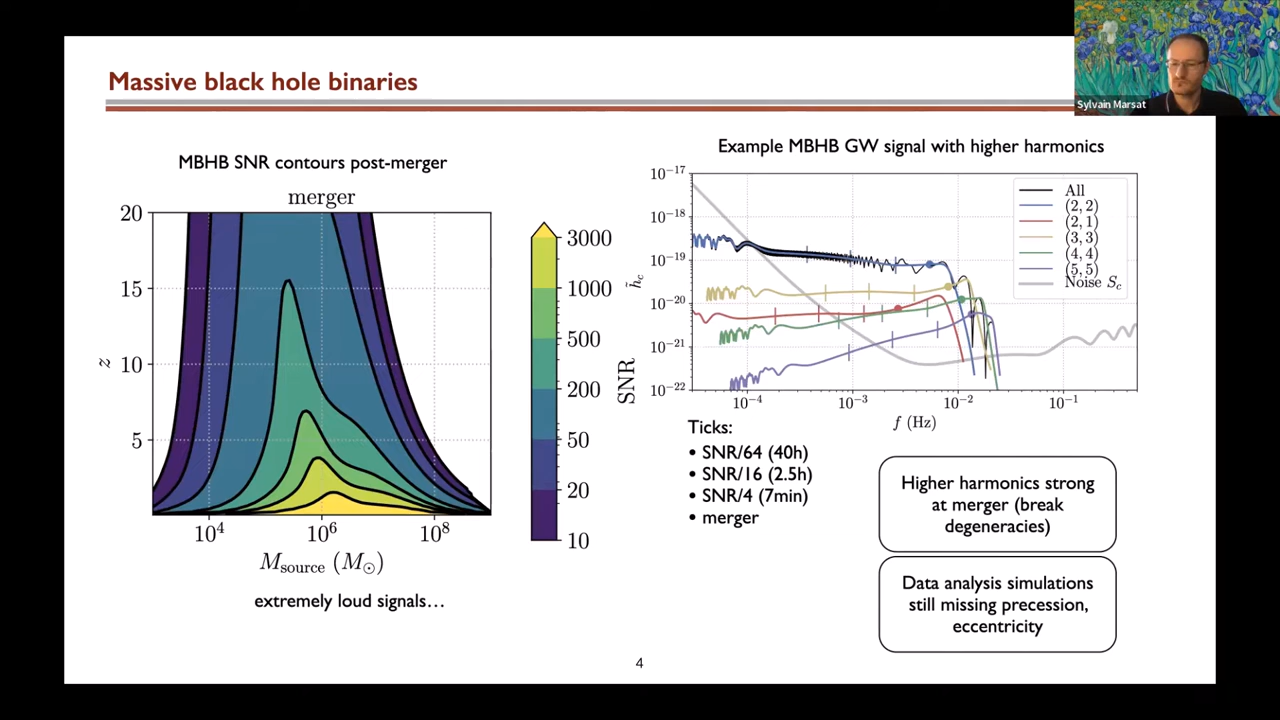 Massive black hole binaries
Sylvain Marsat
MBHB SNR contours post-merger
merger
20
15
10
5
z
10⁴
10⁶
10⁸
M_source (M_⊙)
extremely loud signals…
3000
1000
500
200
50
20
10
SNR
Example MBHB GW signal with higher harmonics
10⁻¹⁷
10⁻¹⁸
10⁻¹⁹
10⁻²⁰
10⁻²¹
10⁻²²
h̃_c
All
(2, 2)
(2, 1)
(3, 3)
(4, 4)
(5, 5)
Noise S_c
10⁻⁴
10⁻³
10⁻²
10⁻¹
f (Hz)
Ticks:
• SNR/64 (40h)
• SNR/16 (2.5h)
• SNR/4 (7min)
• merger
Higher harmonics strong
at merger (break
degeneracies)
Data analysis simulations
still missing precession,
eccentricity
4